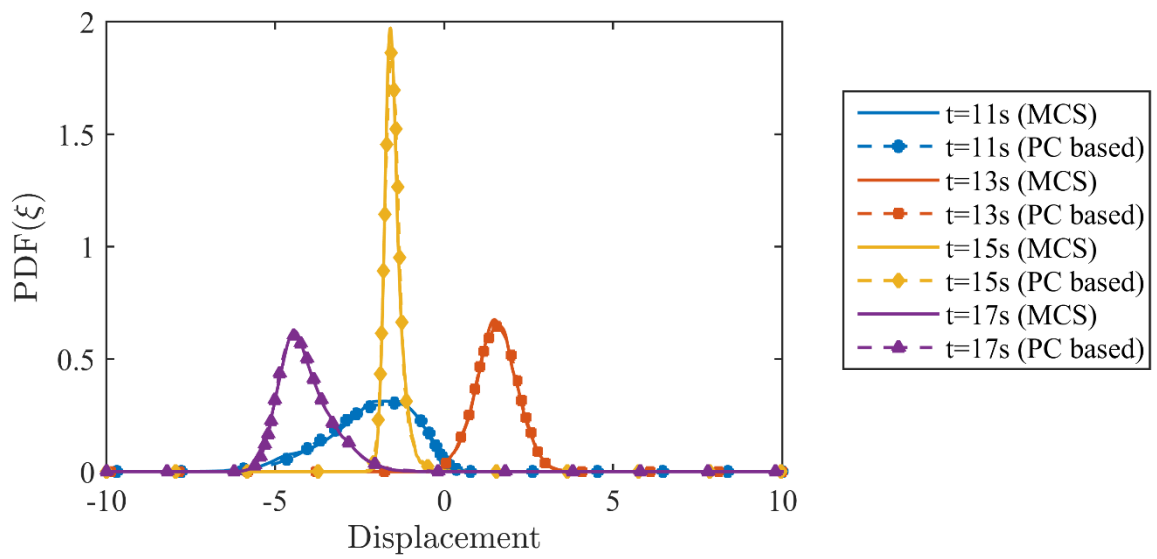 2
1.5
1
0.5
0
PDF(ξ)
-10
-5
0
5
10
Displacement
t=11s (MCS)
t=11s (PC based)
t=13s (MCS)
t=13s (PC based)
t=15s (MCS)
t=15s (PC based)
t=17s (MCS)
t=17s (PC based)